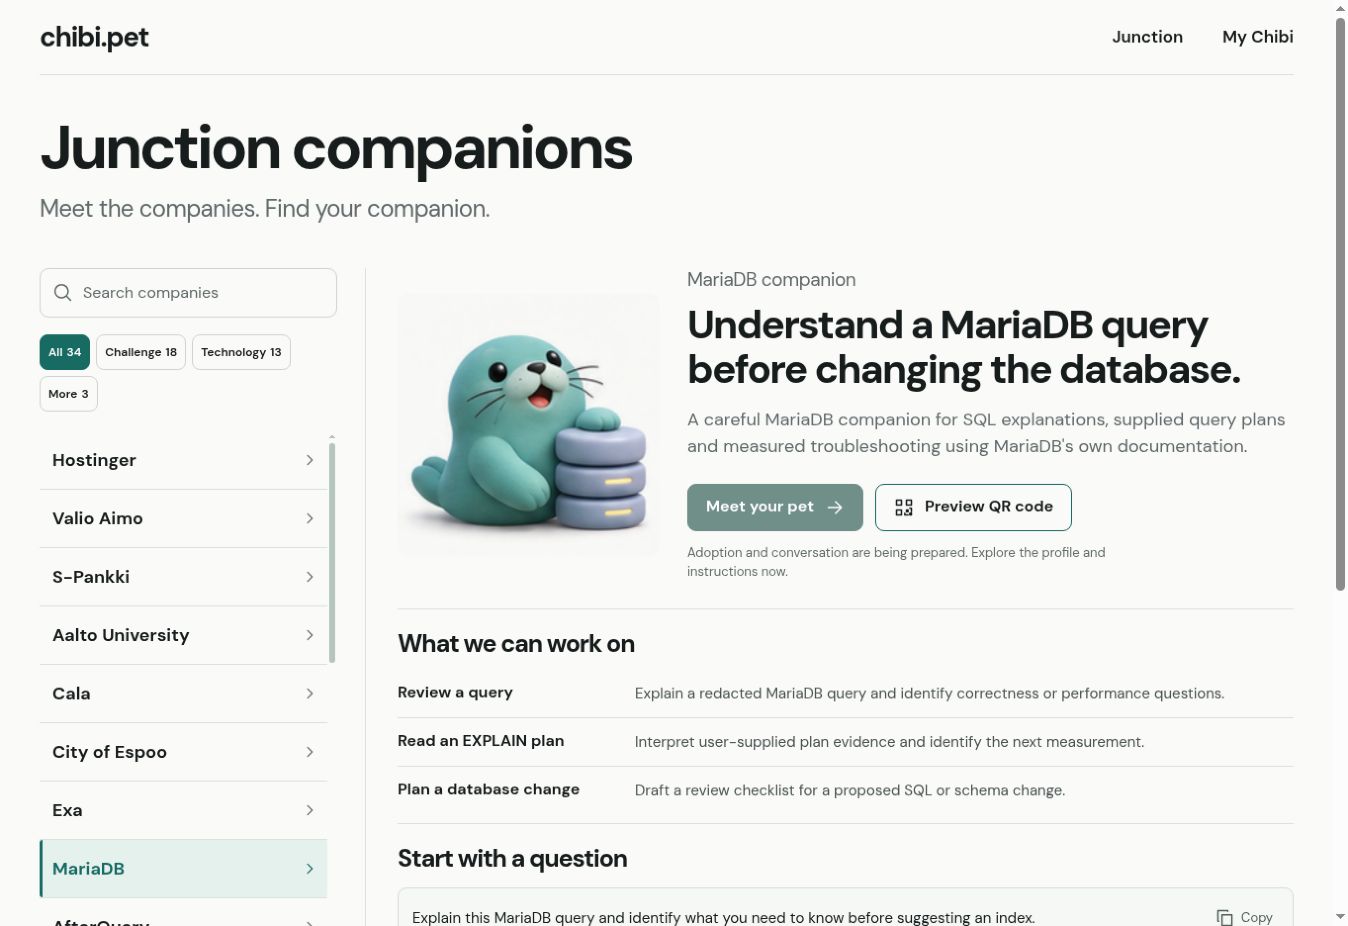 chibi.pet
Junction
My Chibi
Junction companions
Meet the companies. Find your companion.
Search companies
All 34
Challenge 18
Technology 13
More 3
Hostinger
Valio Aimo
S-Pankki
Aalto University
Cala
City of Espoo
Exa
MariaDB
AfterQuery
MariaDB companion
Understand a MariaDB query
before changing the database.
A careful MariaDB companion for SQL explanations, supplied query plans
and measured troubleshooting using MariaDB's own documentation.
Meet your pet
Preview QR code
Adoption and conversation are being prepared. Explore the profile and
instructions now.
What we can work on
Review a query
Explain a redacted MariaDB query and identify correctness or performance questions.
Read an EXPLAIN plan
Interpret user-supplied plan evidence and identify the next measurement.
Plan a database change
Draft a review checklist for a proposed SQL or schema change.
Start with a question
Explain this MariaDB query and identify what you need to know before suggesting an index.
Copy